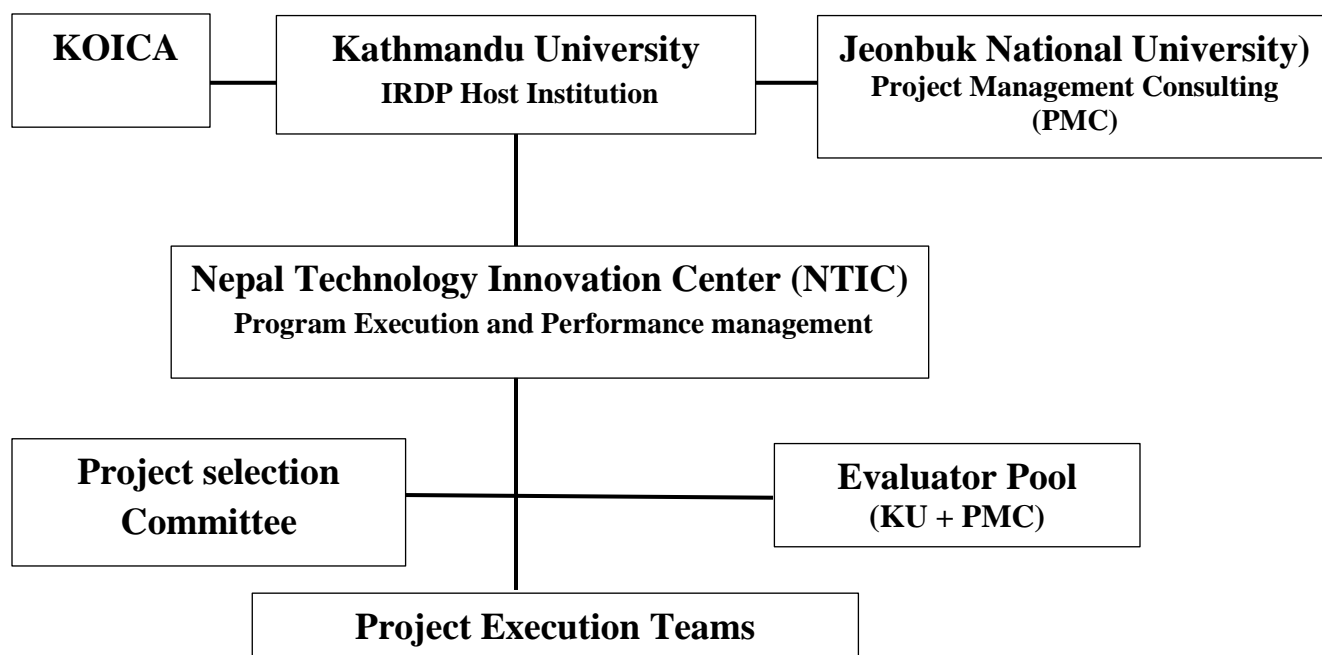 KOICA
Kathmandu University
IRDP Host Institution
Jeonbuk National University)
Project Management Consulting
(PMC)
Nepal Technology Innovation Center (NTIC)
Program Execution and Performance management
Project selection
Committee
Evaluator Pool
(KU + PMC)
Project Execution Teams